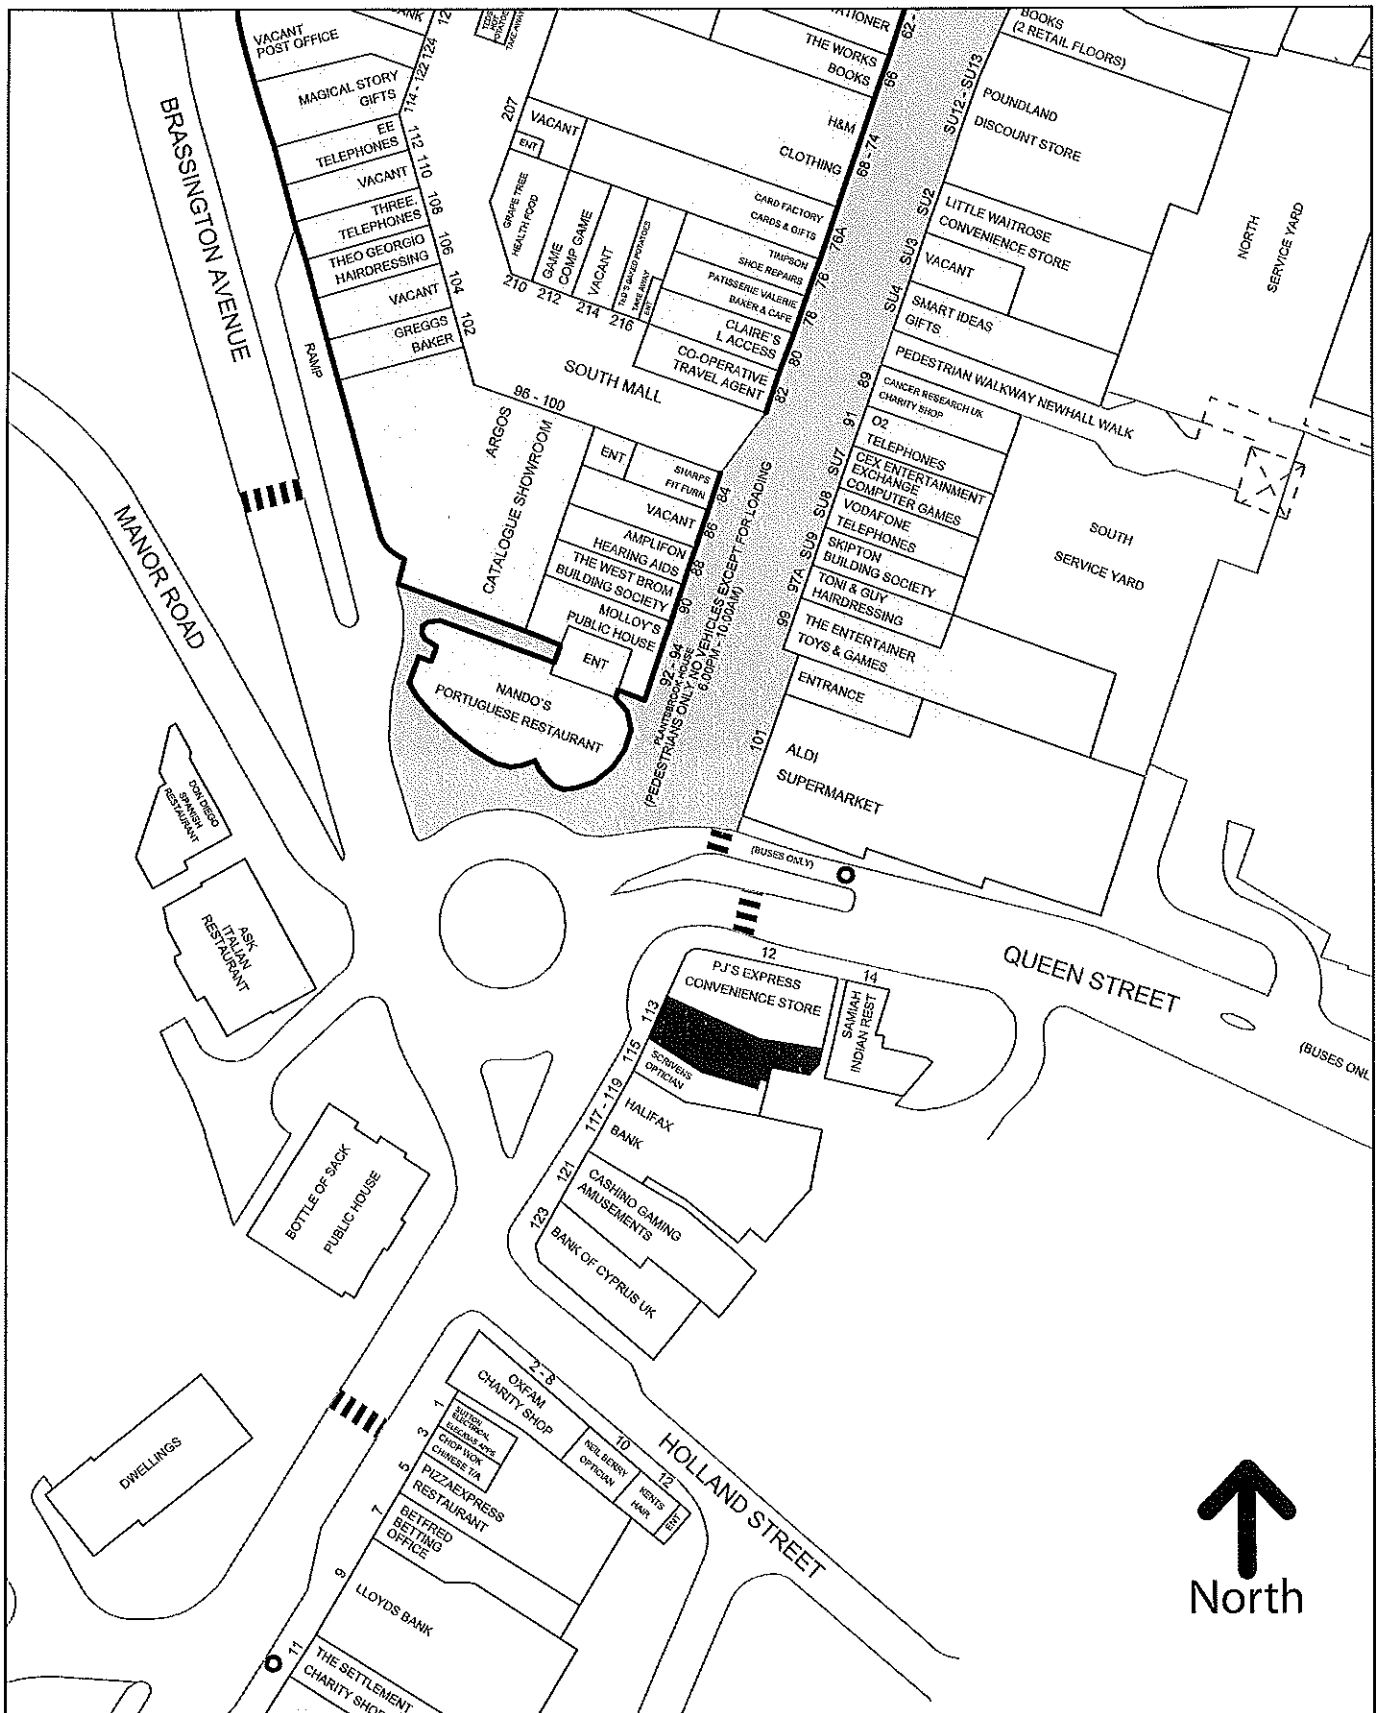 ANK
124
114 - 122
VACANT
POST OFFICE
MAGICAL STORY
GIFTS
EE
TELEPHONES
112
110
VACANT
108
THREE,
TELEPHONES
106
THEO GEORGIO
HAIRDRESSING
104
VACANT
102
GREGGS
BAKER
BRASSINGTON AVENUE
RAMP
MANOR ROAD
207
VACANT
ENT
GRAPE TREE
HEALTH FOOD
GAME
COMP GAME
VACANT
T&D'S BAKED POTATOES
TAKE AWAY
ENT
210
212
214
216
SOUTH MALL
ATIONER
62 -
THE WORKS
BOOKS
66
H&M
CLOTHING
68 - 74
CARD FACTORY
CARDS & GIFTS
76A
TIMPSON
SHOE REPAIRS
76
PATISSERIE VALERIE
BAKER & CAFE
78
CLAIRE'S
L ACCESS
80
CO-OPERATIVE
TRAVEL AGENT
82
BOOKS
(2 RETAIL FLOORS)
SU12 - SU13
POUNDLAND
DISCOUNT STORE
SU2
LITTLE WAITROSE
CONVENIENCE STORE
SU3
VACANT
SU4
SMART IDEAS
GIFTS
NORTH
SERVICE YARD
PEDESTRIAN WALKWAY NEWHALL WALK
89
CANCER RESEARCH UK
CHARITY SHOP
91
O2
TELEPHONES
SU7
CEX ENTERTAINMENT
EXCHANGE
COMPUTER GAMES
SU8
VODAFONE
TELEPHONES
SU9
SKIPTON
BUILDING SOCIETY
97A
TONI & GUY
HAIRDRESSING
99
THE ENTERTAINER
TOYS & GAMES
SOUTH
SERVICE YARD
ENTRANCE
101
ALDI
SUPERMARKET
96 - 100
ARGOS
CATALOGUE SHOWROOM
ENT
SHARPS
FIT FURN
84
VACANT
86
AMPLIFON
HEARING AIDS
88
THE WEST BROM
BUILDING SOCIETY
90
MOLLOY'S
PUBLIC HOUSE
92 - 94
PLANTSBROOK HOUSE
(PEDESTRIANS ONLY, NO VEHICLES EXCEPT FOR LOADING
6:00PM - 10:00AM)
ENT
NANDO'S
PORTUGUESE RESTAURANT
DON DIEGO
SPANISH
RESTAURANT
ASK
ITALIAN
RESTAURANT
(BUSES ONLY)
QUEEN STREET
(BUSES ONL
12
PJ'S EXPRESS
CONVENIENCE STORE
14
SAMIAH
INDIAN REST
113
115
SCRIVENS
OPTICIAN
117 - 119
HALIFAX
BANK
121
CASHINO GAMING
AMUSEMENTS
123
BANK OF CYPRUS UK
BOTTLE OF SACK
PUBLIC HOUSE
DWELLINGS
2 - 8
OXFAM
CHARITY SHOP
10
NEIL BERRY
OPTICIAN
12
KENTS
HAIR
ENT
HOLLAND STREET
1
SUTTON
ELECTRICAL
ELEC/GAS APPS
3
CHOP WOK
CHINESE T/A
5
PIZZAEXPRESS
RESTAURANT
7
BETFRED
BETTING
OFFICE
9
LLOYDS BANK
11
THE SETTLEMENT
CHARITY SHOP
North